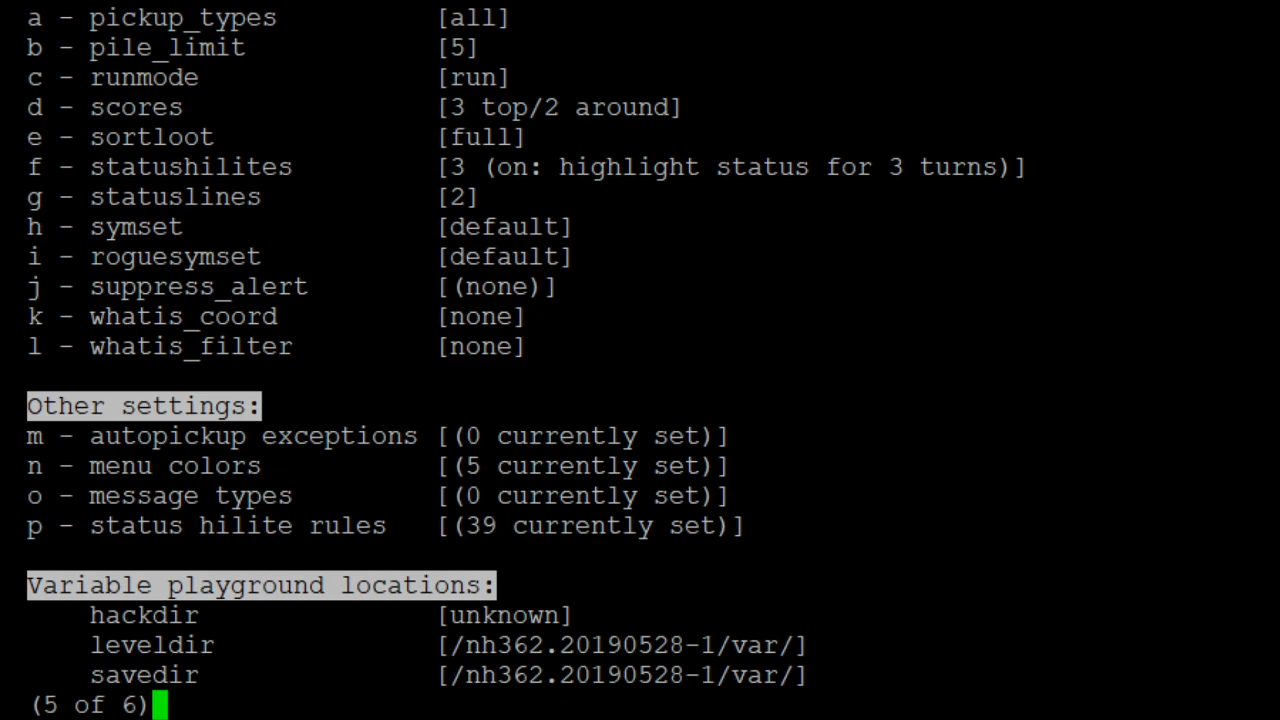 a - pickup_types [all]
b - pile_limit [5]
c - runmode [run]
d - scores [3 top/2 around]
e - sortloot [full]
f - statushilites [3 (on: highlight status for 3 turns)]
g - statuslines [2]
h - symset [default]
i - roguesymset [default]
j - suppress_alert [(none)]
k - whatis_coord [none]
l - whatis_filter [none]
Other settings:
m - autopickup exceptions [(0 currently set)]
n - menu colors [(5 currently set)]
o - message types [(0 currently set)]
p - status hilite rules [(39 currently set)]
Variable playground locations:
hackdir [unknown]
leveldir [/nh362.20190528-1/var/]
savedir [/nh362.20190528-1/var/]
(5 of 6)